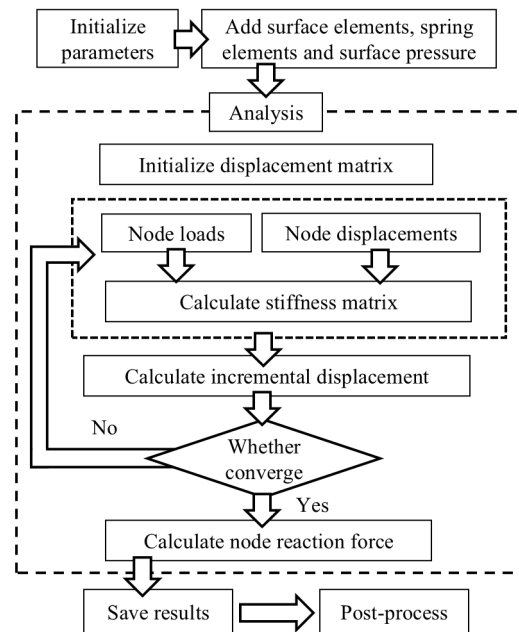 Initialize
parameters
Add surface elements, spring
elements and surface pressure
Analysis
Initialize displacement matrix
Node loads
Node displacements
Calculate stiffness matrix
Calculate incremental displacement
No
Whether
converge
Yes
Calculate node reaction force
Save results
Post-process